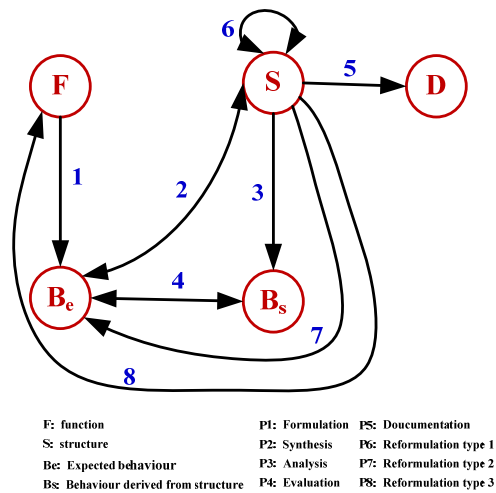 6
F
S
5
D
1
2
3
Be
4
Bs
7
8
F: function
S: structure
Be: Expected behaviour
Bs: Behaviour derived from structure
P1: Formulation
P2: Synthesis
P3: Analysis
P4: Evaluation
P5: Doucumentation
P6: Reformulation type 1
P7: Reformulation type 2
P8: Reformulation type 3